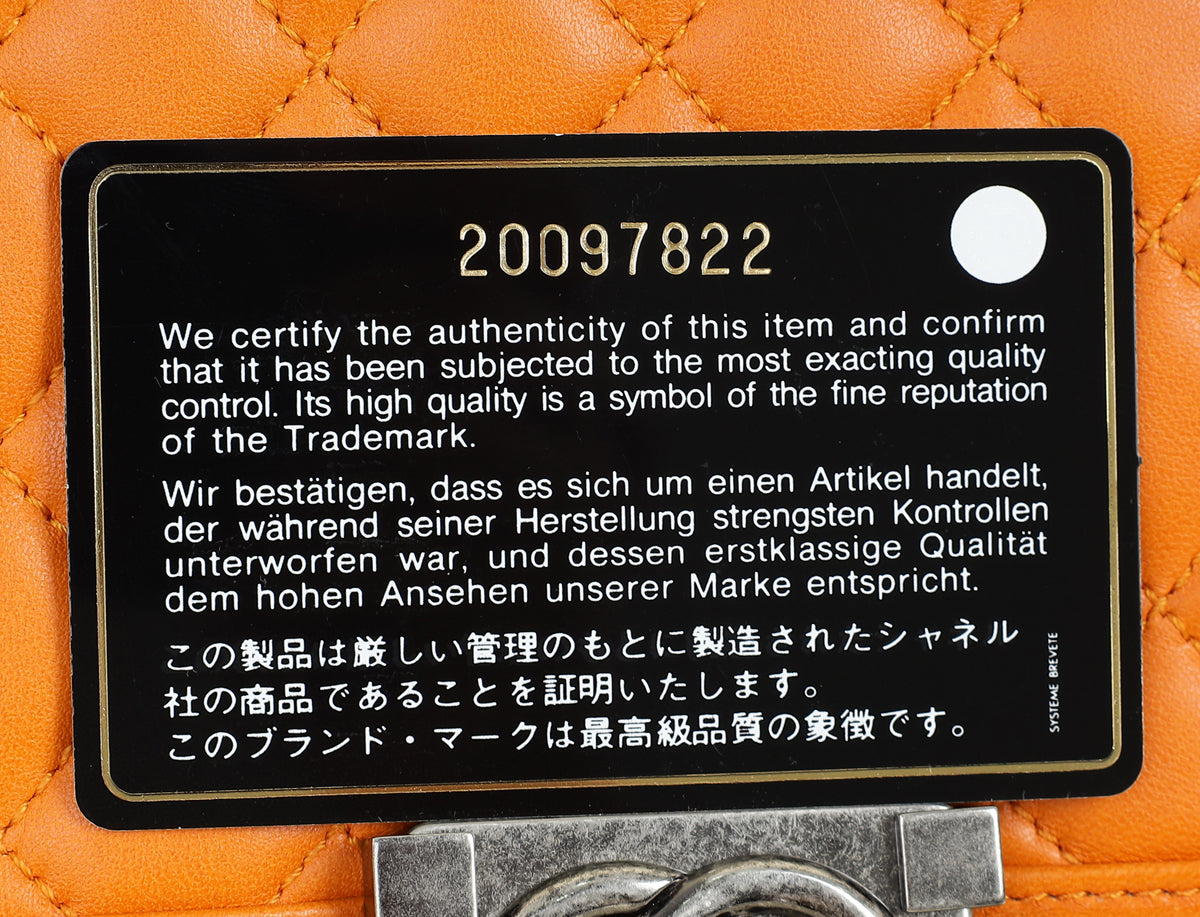 20097822
We certify the authenticity of this item and confirm
that it has been subjected to the most exacting quality
control. Its high quality is a symbol of the fine reputation
of the Trademark.
Wir bestätigen, dass es sich um einen Artikel handelt,
der während seiner Herstellung strengsten Kontrollen
unterworfen war, und dessen erstklassige Qualität
dem hohen Ansehen unserer Marke entspricht.
この製品は厳しい管理のもとに製造されたシャネル
社の商品であることを証明いたします。
このブランド・マークは最高級品質の象徴です。
SYSTEME BREVETE